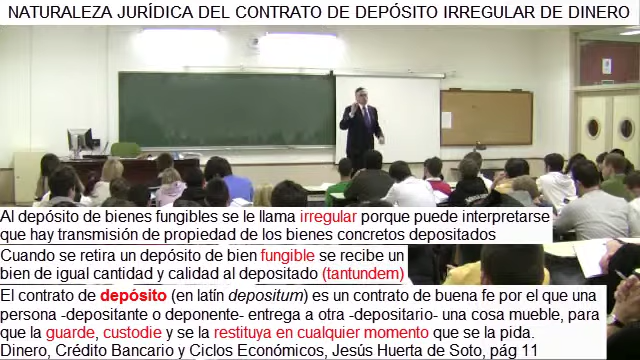 NATURALEZA JURÍDICA DEL CONTRATO DE DEPÓSITO IRREGULAR DE DINERO
Al depósito de bienes fungibles se le llama irregular porque puede interpretarse
que hay transmisión de propiedad de los bienes concretos depositados
Cuando se retira un depósito de bien fungible se recibe un
bien de igual cantidad y calidad al depositado (tantundem)
El contrato de depósito (en latín depositum) es un contrato de buena fe por el que una
persona -depositante o deponente- entrega a otra -depositario- una cosa mueble, para
que la guarde, custodie y se la restituya en cualquier momento que se la pida.
Dinero, Crédito Bancario y Ciclos Económicos, Jesús Huerta de Soto, pág 11